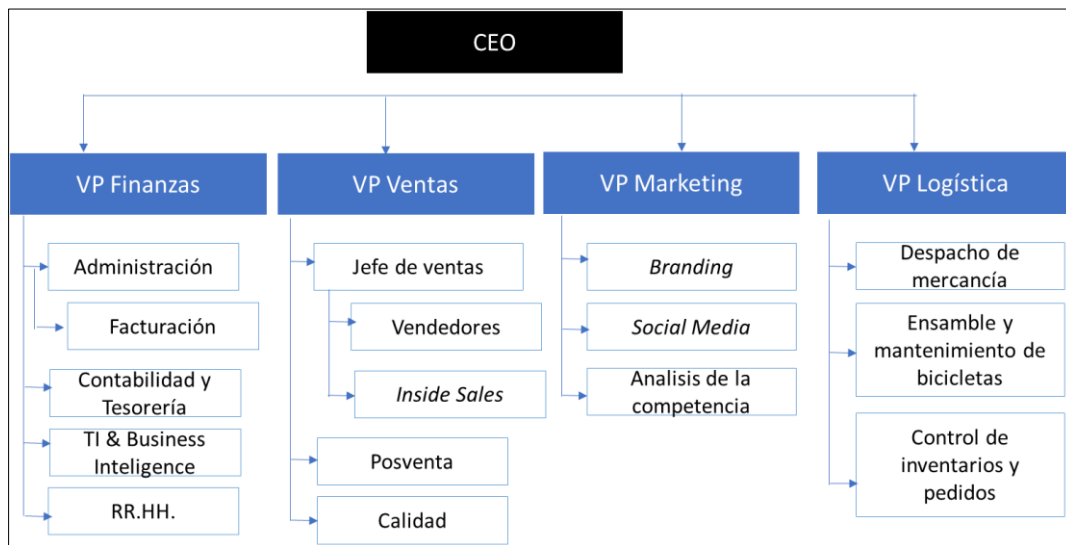 CEO
VP Finanzas
VP Ventas
VP Marketing
VP Logística
Administración
Facturación
Contabilidad y
Tesorería
TI & Business
Inteligence
RR.HH.
Jefe de ventas
Vendedores
Inside Sales
Posventa
Calidad
Branding
Social Media
Analisis de la
competencia
Despacho de
mercancía
Ensamble y
mantenimiento de
bicicletas
Control de
inventarios y
pedidos